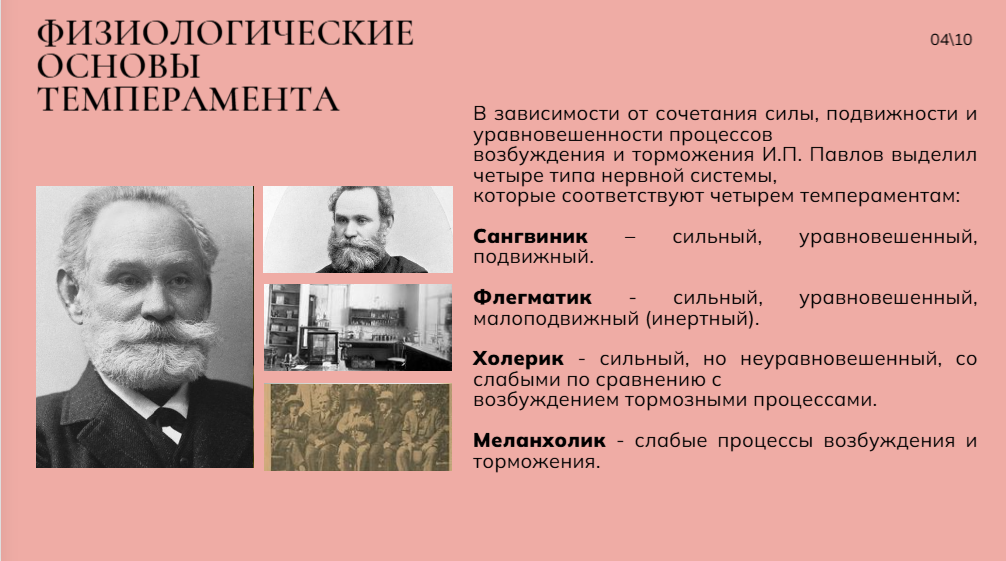 ФИЗИОЛОГИЧЕСКИЕ
ОСНОВЫ
ТЕМПЕРАМЕНТА
04\10
В зависимости от сочетания силы, подвижности и
уравновешенности процессов
возбуждения и торможения И.П. Павлов выделил
четыре типа нервной системы,
которые соответствуют четырем темпераментам:
Сангвиник – сильный, уравновешенный,
подвижный.
Флегматик - сильный, уравновешенный,
малоподвижный (инертный).
Холерик - сильный, но неуравновешенный, со
слабыми по сравнению с
возбуждением тормозными процессами.
Меланхолик - слабые процессы возбуждения и
торможения.